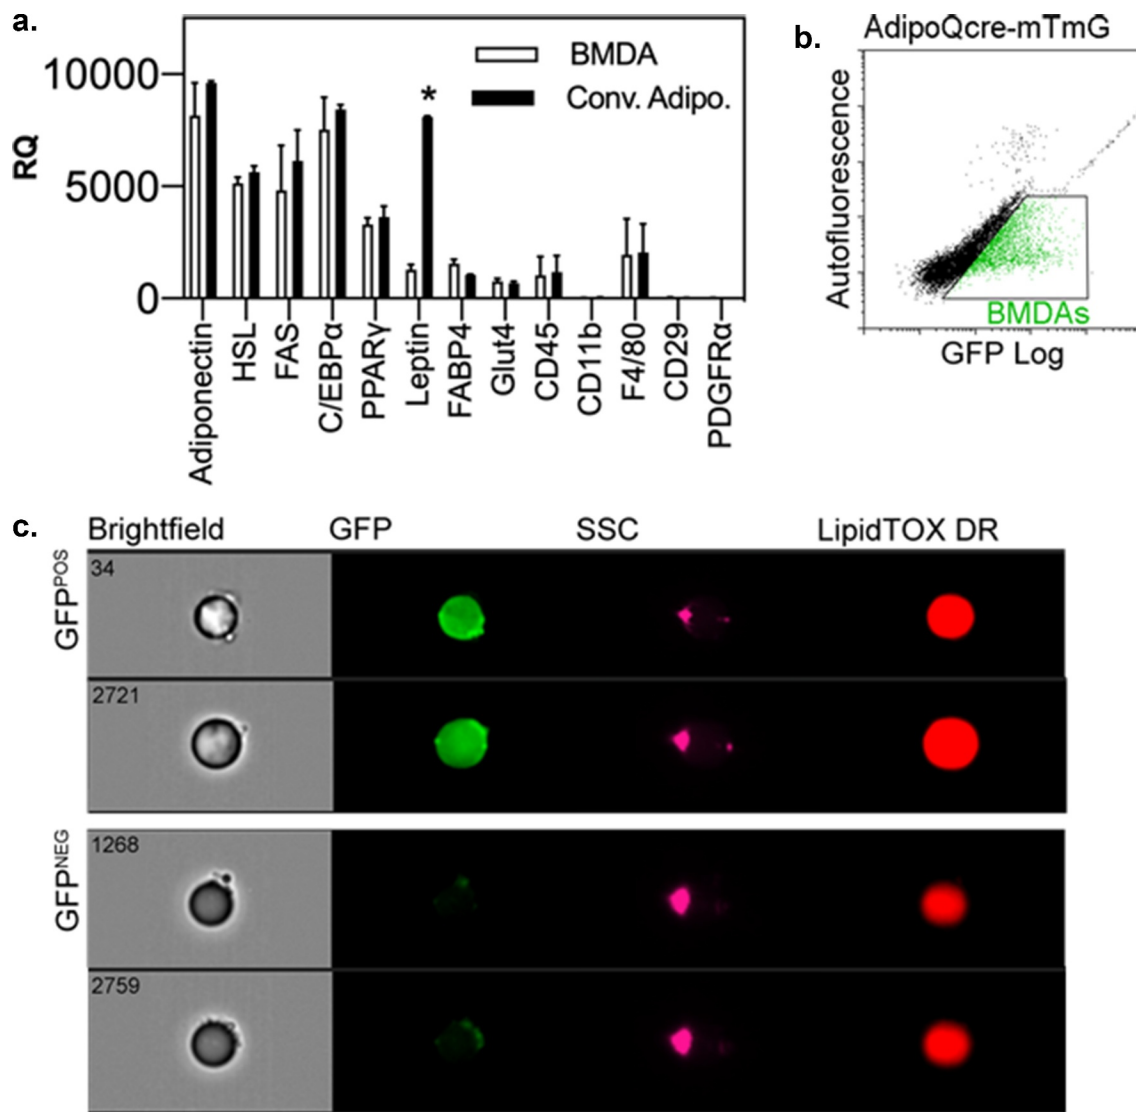 a.
BMDA
Conv. Adipo.
*
RQ
10000
5000
0
Adiponectin
HSL
FAS
C/EBPα
PPARγ
Leptin
FABP4
Glut4
CD45
CD11b
F4/80
CD29
PDGFRα
b.
AdipoQcre-mTmG
Autofluorescence
BMDAs
GFP Log
c.
Brightfield GFP SSC LipidTOX DR
GFPPOS
34
2721
GFPNEG
1268
2759